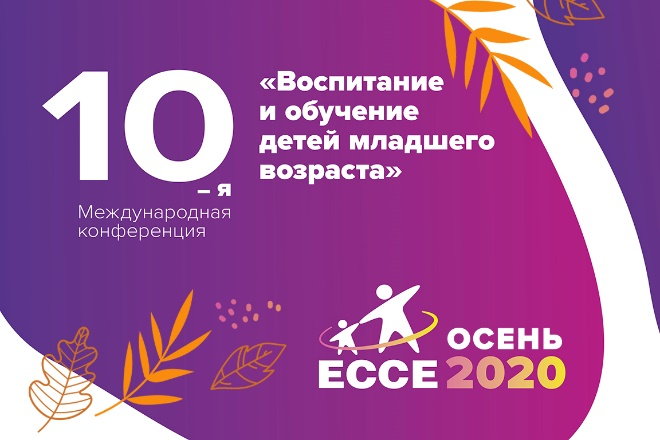 10
– я
Международная
конференция
«Воспитание
и обучение
детей младшего
возраста»
ECCE
ОСЕНЬ
2020